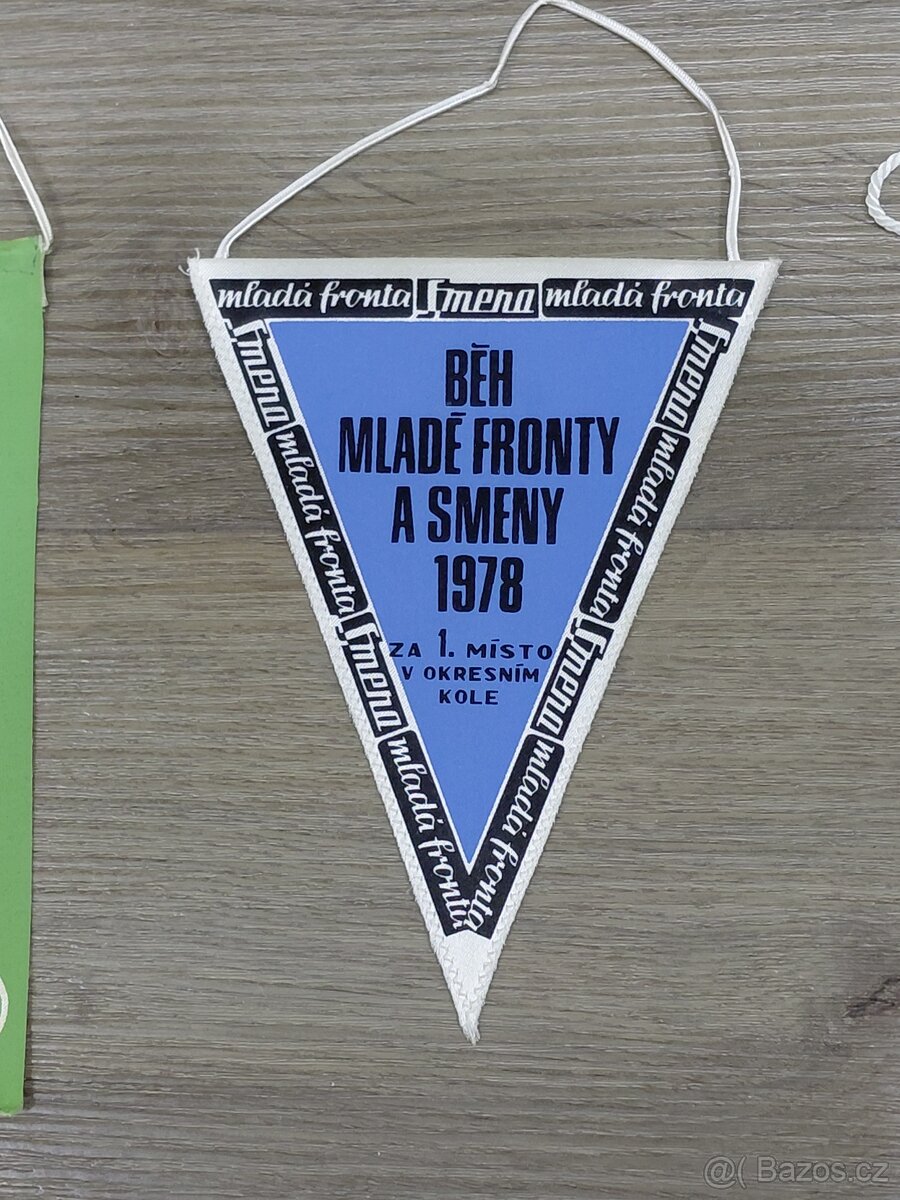 mladá fronta Smena mladá fronta
Smena mladá fronta Smena mladá fronta
Smena mladá fronta Smena mladá fronta
BĚH
MLADÉ FRONTY
A SMENY
1978
ZA 1. MÍSTO
V OKRESNÍM
KOLE
@( Bazos.cz